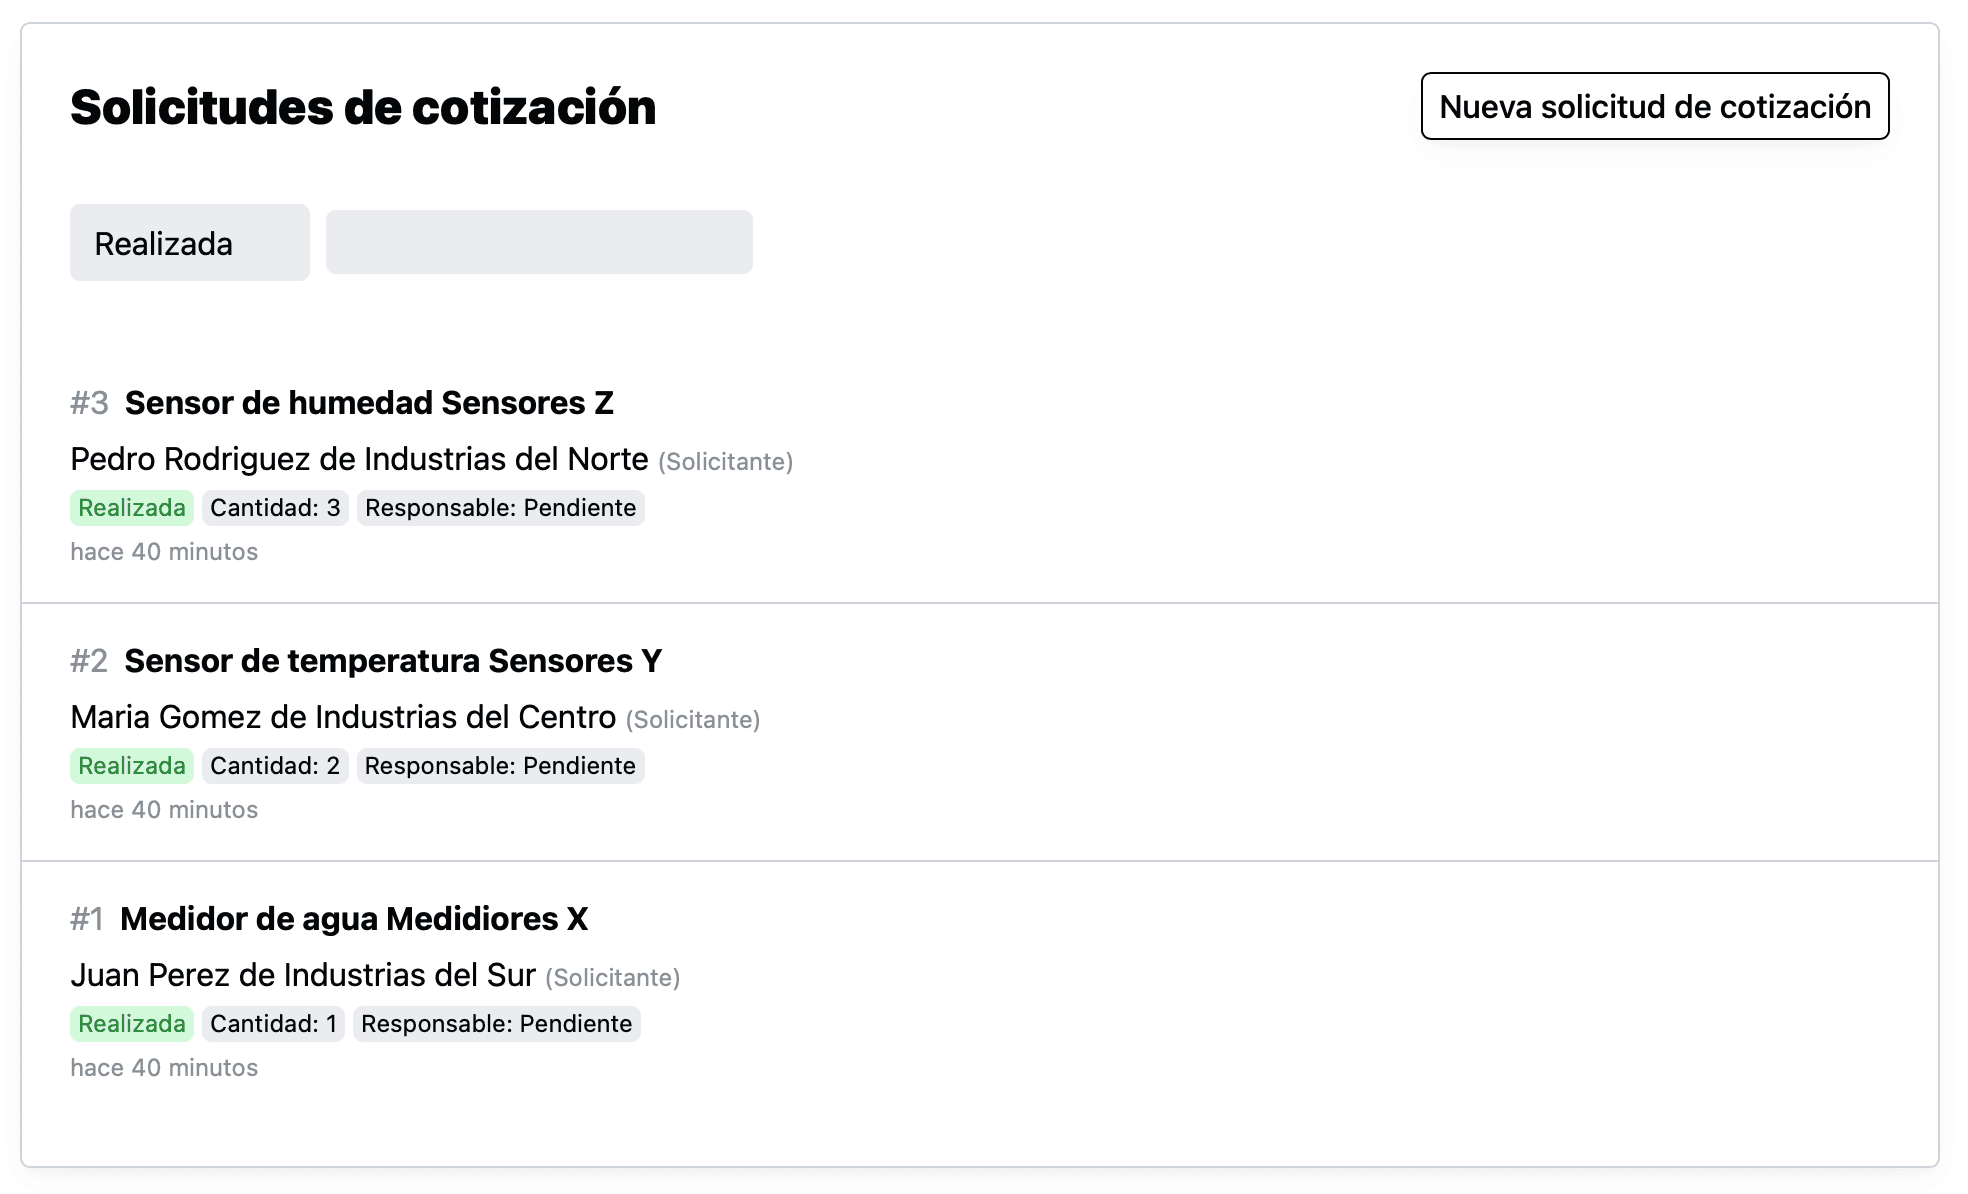 Solicitudes de cotización
Nueva solicitud de cotización
Realizada
#3 Sensor de humedad Sensores Z
Pedro Rodriguez de Industrias del Norte (Solicitante)
Realizada Cantidad: 3 Responsable: Pendiente
hace 40 minutos
#2 Sensor de temperatura Sensores Y
Maria Gomez de Industrias del Centro (Solicitante)
Realizada Cantidad: 2 Responsable: Pendiente
hace 40 minutos
#1 Medidor de agua Medidiores X
Juan Perez de Industrias del Sur (Solicitante)
Realizada Cantidad: 1 Responsable: Pendiente
hace 40 minutos